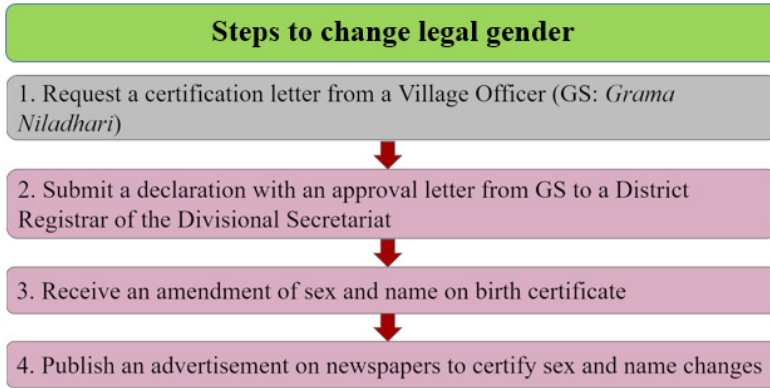 Steps to change legal gender
1. Request a certification letter from a Village Officer (GS: Grama
Niladhari)
2. Submit a declaration with an approval letter from GS to a District
Registrar of the Divisional Secretariat
3. Receive an amendment of sex and name on birth certificate
4. Publish an advertisement on newspapers to certify sex and name changes